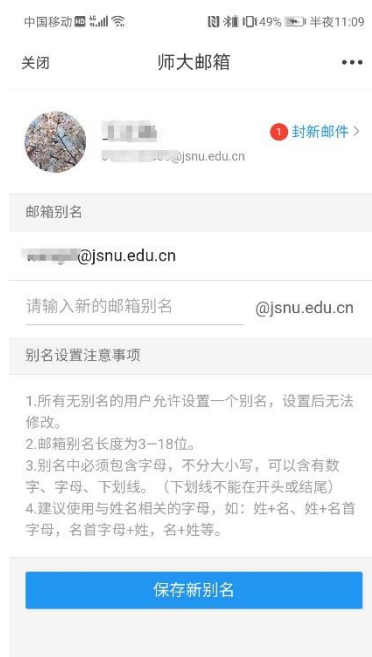 中国移动 HD 4G 49% 半夜11:09
关闭 师大邮箱
1 封新邮件 >
@jsnu.edu.cn
邮箱别名
@jsnu.edu.cn
请输入新的邮箱别名 @jsnu.edu.cn
别名设置注意事项
1.所有无别名的用户允许设置一个别名，设置后无法
修改。
2.邮箱别名长度为3—18位。
3.别名中必须包含字母，不分大小写，可以含有数
字、字母、下划线。（下划线不能在开头或结尾）
4.建议使用与姓名相关的字母，如：姓+名、姓+名首
字母，名首字母+姓，名+姓等。
保存新别名